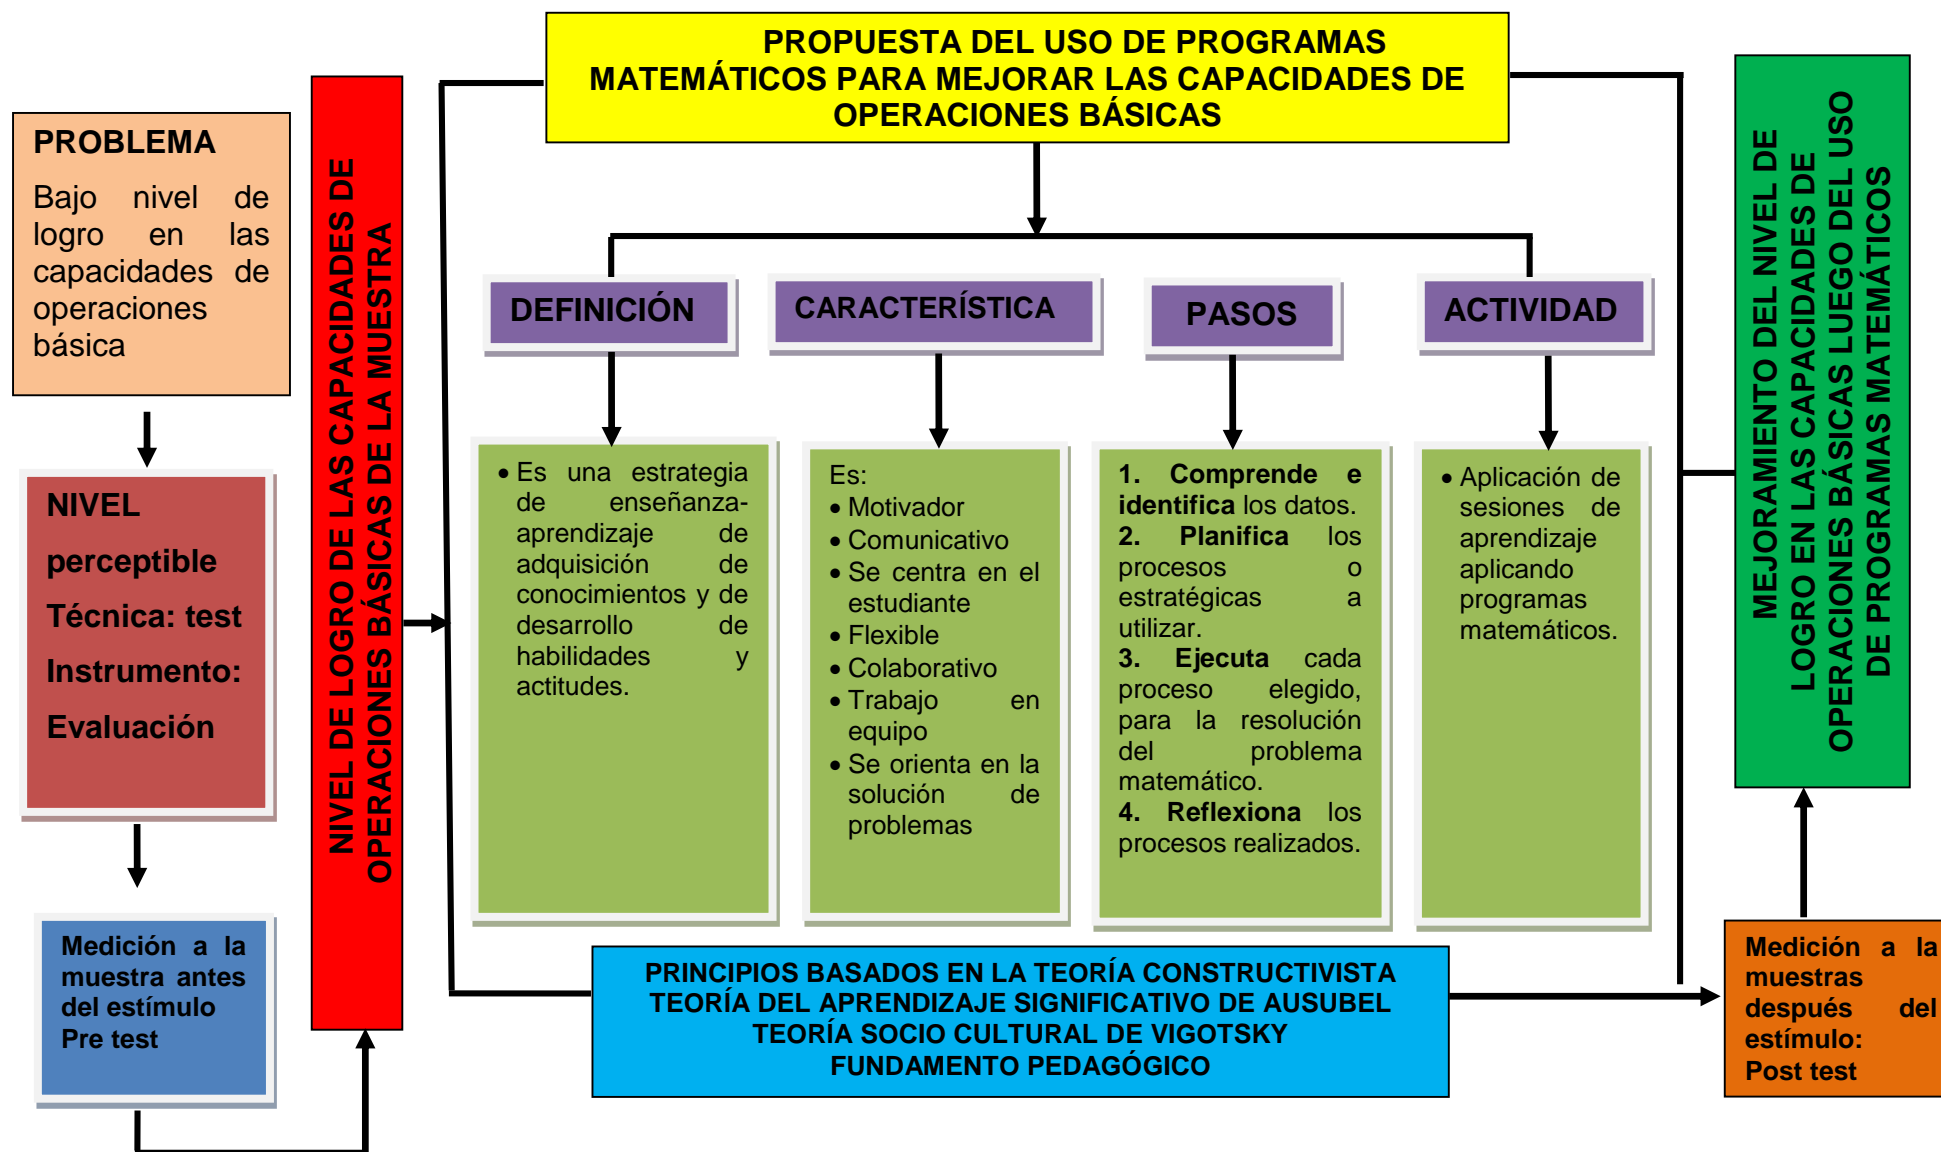 PROPUESTA DEL USO DE PROGRAMAS
MATEMÁTICOS PARA MEJORAR LAS CAPACIDADES DE
OPERACIONES BÁSICAS
PROBLEMA
Bajo nivel de
logro en las
capacidades de
operaciones
básica
NIVEL
perceptible
Técnica: test
Instrumento:
Evaluación
Medición a la
muestra antes
del estímulo
Pre test
NIVEL DE LOGRO DE LAS CAPACIDADES DE
OPERACIONES BÁSICAS DE LA MUESTRA
DEFINICIÓN
• Es una estrategia
de enseñanza-
aprendizaje de
adquisición de
conocimientos y de
desarrollo de
habilidades y
actitudes.
CARACTERÍSTICA
Es:
• Motivador
• Comunicativo
• Se centra en el
estudiante
• Flexible
• Colaborativo
• Trabajo en
equipo
• Se orienta en la
solución de
problemas
PASOS
1. Comprende e
identifica los datos.
2. Planifica los
procesos o
estratégicas a
utilizar.
3. Ejecuta cada
proceso elegido,
para la resolución
del problema
matemático.
4. Reflexiona los
procesos realizados.
ACTIVIDAD
• Aplicación de
sesiones de
aprendizaje
aplicando
programas
matemáticos.
PRINCIPIOS BASADOS EN LA TEORÍA CONSTRUCTIVISTA
TEORÍA DEL APRENDIZAJE SIGNIFICATIVO DE AUSUBEL
TEORÍA SOCIO CULTURAL DE VIGOTSKY
FUNDAMENTO PEDAGÓGICO
MEJORAMIENTO DEL NIVEL DE
LOGRO EN LAS CAPACIDADES DE
OPERACIONES BÁSICAS LUEGO DEL USO
DE PROGRAMAS MATEMÁTICOS
Medición a la
muestras
después del
estímulo:
Post test